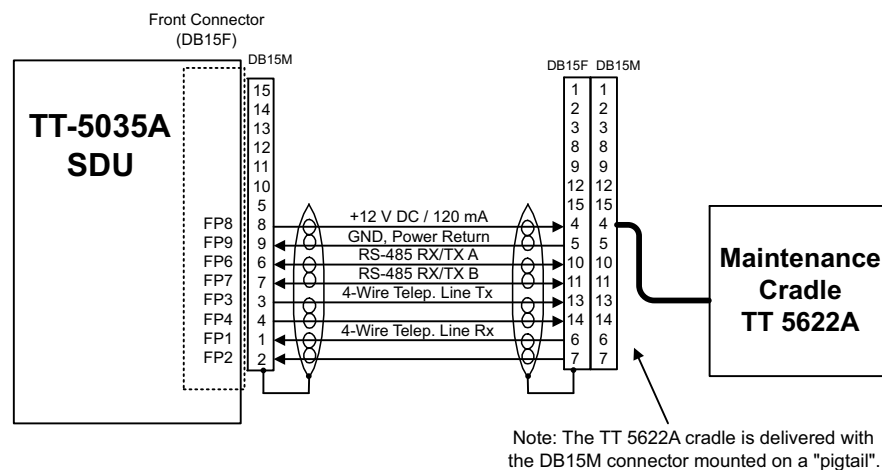 Front Connector
(DB15F)
DB15M
DB15F DB15M
TT-5035A
SDU
15
14
13
12
11
10
5
FP8 8
FP9 9
FP6 6
FP7 7
FP3 3
FP4 4
FP1 1
FP2 2
+12 V DC / 120 mA
GND, Power Return
RS-485 RX/TX A
RS-485 RX/TX B
4-Wire Telep. Line Tx
4-Wire Telep. Line Rx
1 1
2 2
3 3
8 8
9 9
12 12
15 15
4 4
5 5
10 10
11 11
13 13
14 14
6 6
7 7
Maintenance
Cradle
TT 5622A
Note: The TT 5622A cradle is delivered with
the DB15M connector mounted on a "pigtail".